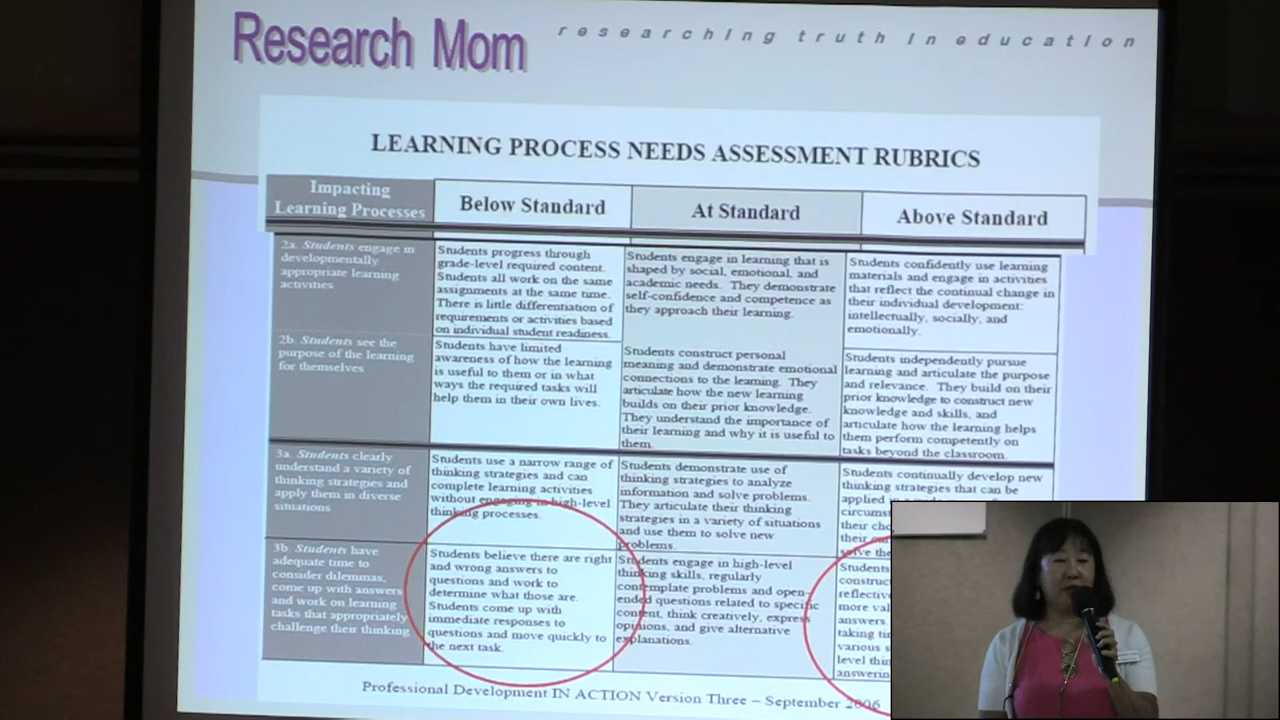 Research Mom
researching truth in education
LEARNING PROCESS NEEDS ASSESSMENT RUBRICS
Impacting
Learning Processes
Below Standard
At Standard
Above Standard
2a. Students engage in
developmentally
appropriate learning
activities
Students progress through
grade-level required content.
Students all work on the same
assignments at the same time.
There is little differentiation of
requirements or activities based
on individual student readiness.
Students engage in learning that is
shaped by social, emotional, and
academic needs. They demonstrate
self-confidence and competence as
they approach their learning.
Students confidently use learning
materials and engage in activities
that reflect the continual change in
their individual development:
intellectually, socially, and
emotionally.
2b. Students see the
purpose of the learning
for themselves
Students have limited
awareness of how the learning
is useful to them or in what
ways the required tasks will
help them in their own lives.
Students construct personal
meaning and demonstrate emotional
connections to the learning. They
articulate how the new learning
builds on their prior knowledge.
They understand the importance of
their learning and why it is useful to
them.
Students independently pursue
learning and articulate the purpose
and relevance. They build on their
prior knowledge to construct new
knowledge and skills, and
articulate how the learning helps
them perform competently on
tasks beyond the classroom.
3a. Students clearly
understand a variety of
thinking strategies and
apply them in diverse
situations
Students use a narrow range of
thinking strategies and can
complete learning activities
without engaging in high-level
thinking processes.
Students demonstrate use of
thinking strategies to analyze
information and solve problems.
They articulate their thinking
strategies in a variety of situations
and use them to solve new
problems.
Students continually develop new
thinking strategies that can be
applied
circums
their cho
their
solve the
3b. Students have
adequate time to
consider dilemmas,
come up with answers
and work on learning
tasks that appropriately
challenge their thinking
Students believe there are right
and wrong answers to
questions and work to
determine what those are.
Students come up with
immediate responses to
questions and move quickly to
the next task.
Students engage in high-level
thinking skills, regularly
contemplate problems and open-
ended questions related to specific
content, think creatively, express
opinions, and give alternative
explanations.
Students
construc
reflective
more val
answers.
taking tim
various s
level thin
answerin
Professional Development IN ACTION Version Three – September 2006